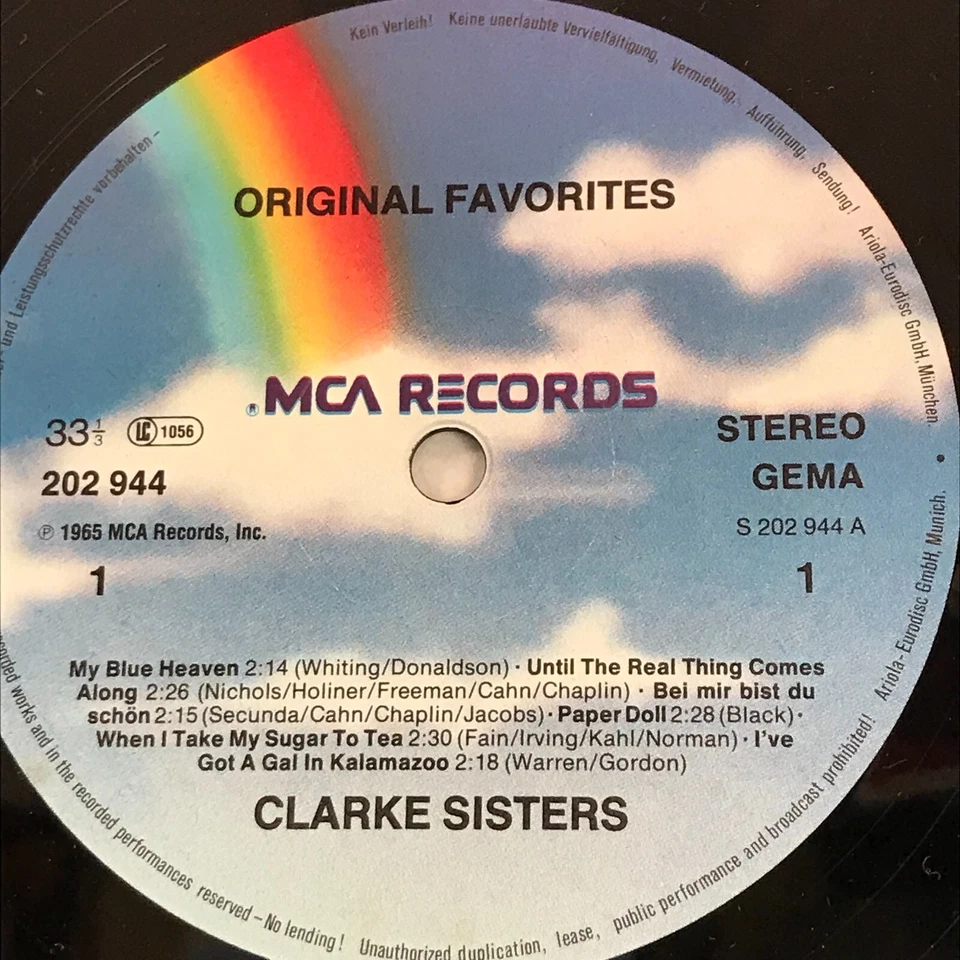 Kein Verleih! Keine unerlaubte Vervielfältigung, Vermietung, Aufführung, Sendung! Ariola-Eurodisc GmbH, München.
und Leistungsschutzrechte vorbehalten –
ORIGINAL FAVORITES
® MCA RECORDS
33⅓ LC 1056
STEREO
202 944
GEMA
℗ 1965 MCA Records, Inc.
S 202 944 A
1
1
My Blue Heaven 2:14 (Whiting/Donaldson) · Until The Real Thing Comes
Along 2:26 (Nichols/Holiner/Freeman/Cahn/Chaplin) · Bei mir bist du
schön 2:15 (Secunda/Cahn/Chaplin/Jacobs) · Paper Doll 2:28 (Black) ·
When I Take My Sugar To Tea 2:30 (Fain/Irving/Kahl/Norman) · I've
Got A Gal In Kalamazoo 2:18 (Warren/Gordon)
CLARKE SISTERS
works and in the recorded performances reserved – No lending! Unauthorized duplication, lease, public performance and broadcast prohibited! Ariola-Eurodisc GmbH, Munich. •